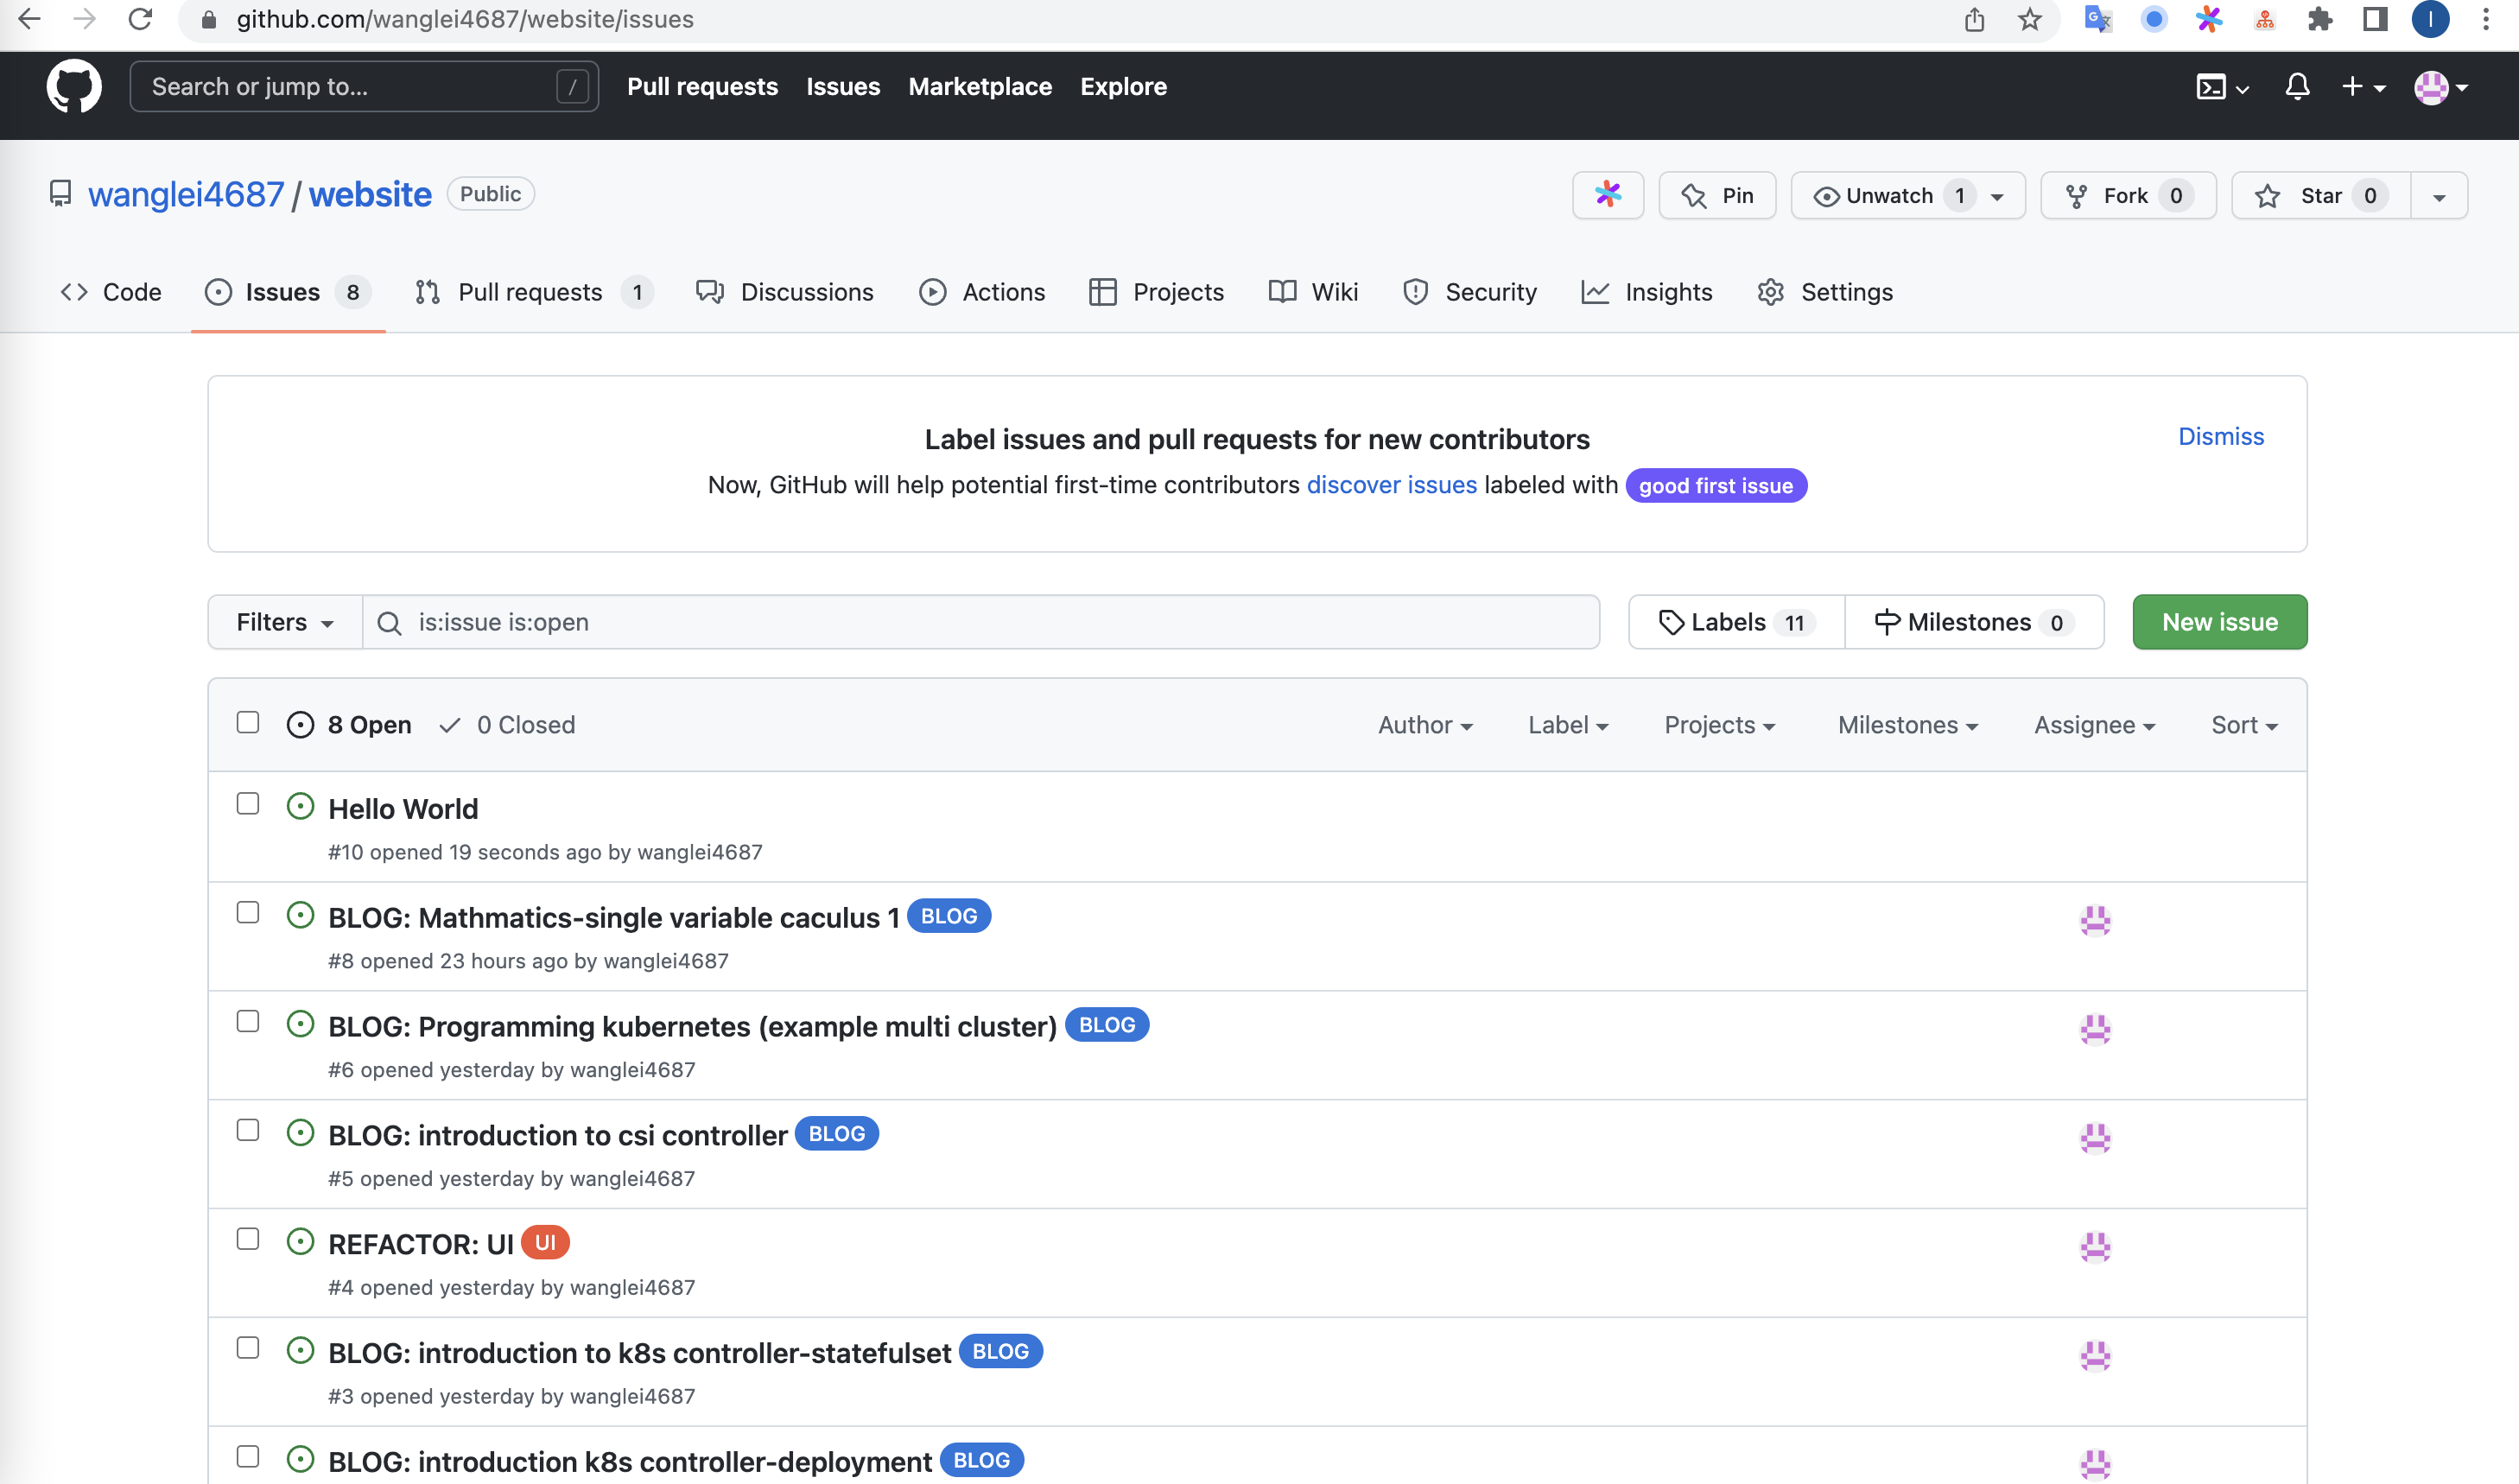 github.com/wanglei4687/website/issues
I
Search or jump to... /
Pull requests Issues Marketplace Explore
wanglei4687 / website Public
Pin Unwatch 1 Fork 0 Star 0
Code Issues 8 Pull requests 1 Discussions Actions Projects Wiki Security Insights Settings
Label issues and pull requests for new contributors
Dismiss
Now, GitHub will help potential first-time contributors discover issues labeled with good first issue
Filters is:issue is:open Labels 11 Milestones 0 New issue
8 Open 0 Closed Author Label Projects Milestones Assignee Sort
Hello World
#10 opened 19 seconds ago by wanglei4687
BLOG: Mathmatics-single variable caculus 1 BLOG
#8 opened 23 hours ago by wanglei4687
BLOG: Programming kubernetes (example multi cluster) BLOG
#6 opened yesterday by wanglei4687
BLOG: introduction to csi controller BLOG
#5 opened yesterday by wanglei4687
REFACTOR: UI UI
#4 opened yesterday by wanglei4687
BLOG: introduction to k8s controller-statefulset BLOG
#3 opened yesterday by wanglei4687
BLOG: introduction k8s controller-deployment BLOG